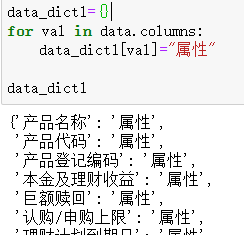 data_dict1={}
for val in data.columns:
    data_dict1[val]="属性"
data_dict1
{'产品名称': '属性',
 '产品代码': '属性',
 '产品登记编码': '属性',
 '本金及理财收益': '属性',
 '巨额赎回': '属性',
 '认购/申购上限': '属性',
 '理财计划到期日': '属性',